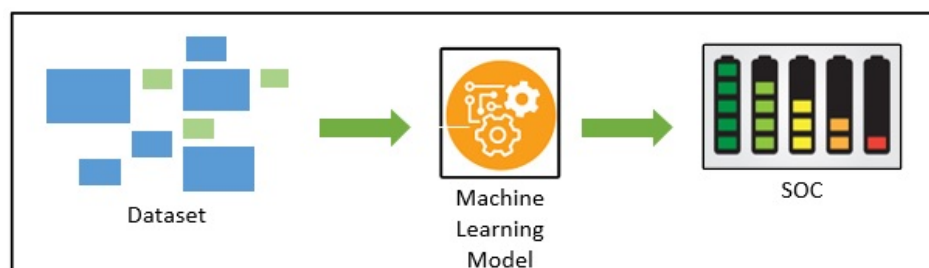 Dataset
Machine
Learning
Model
SOC